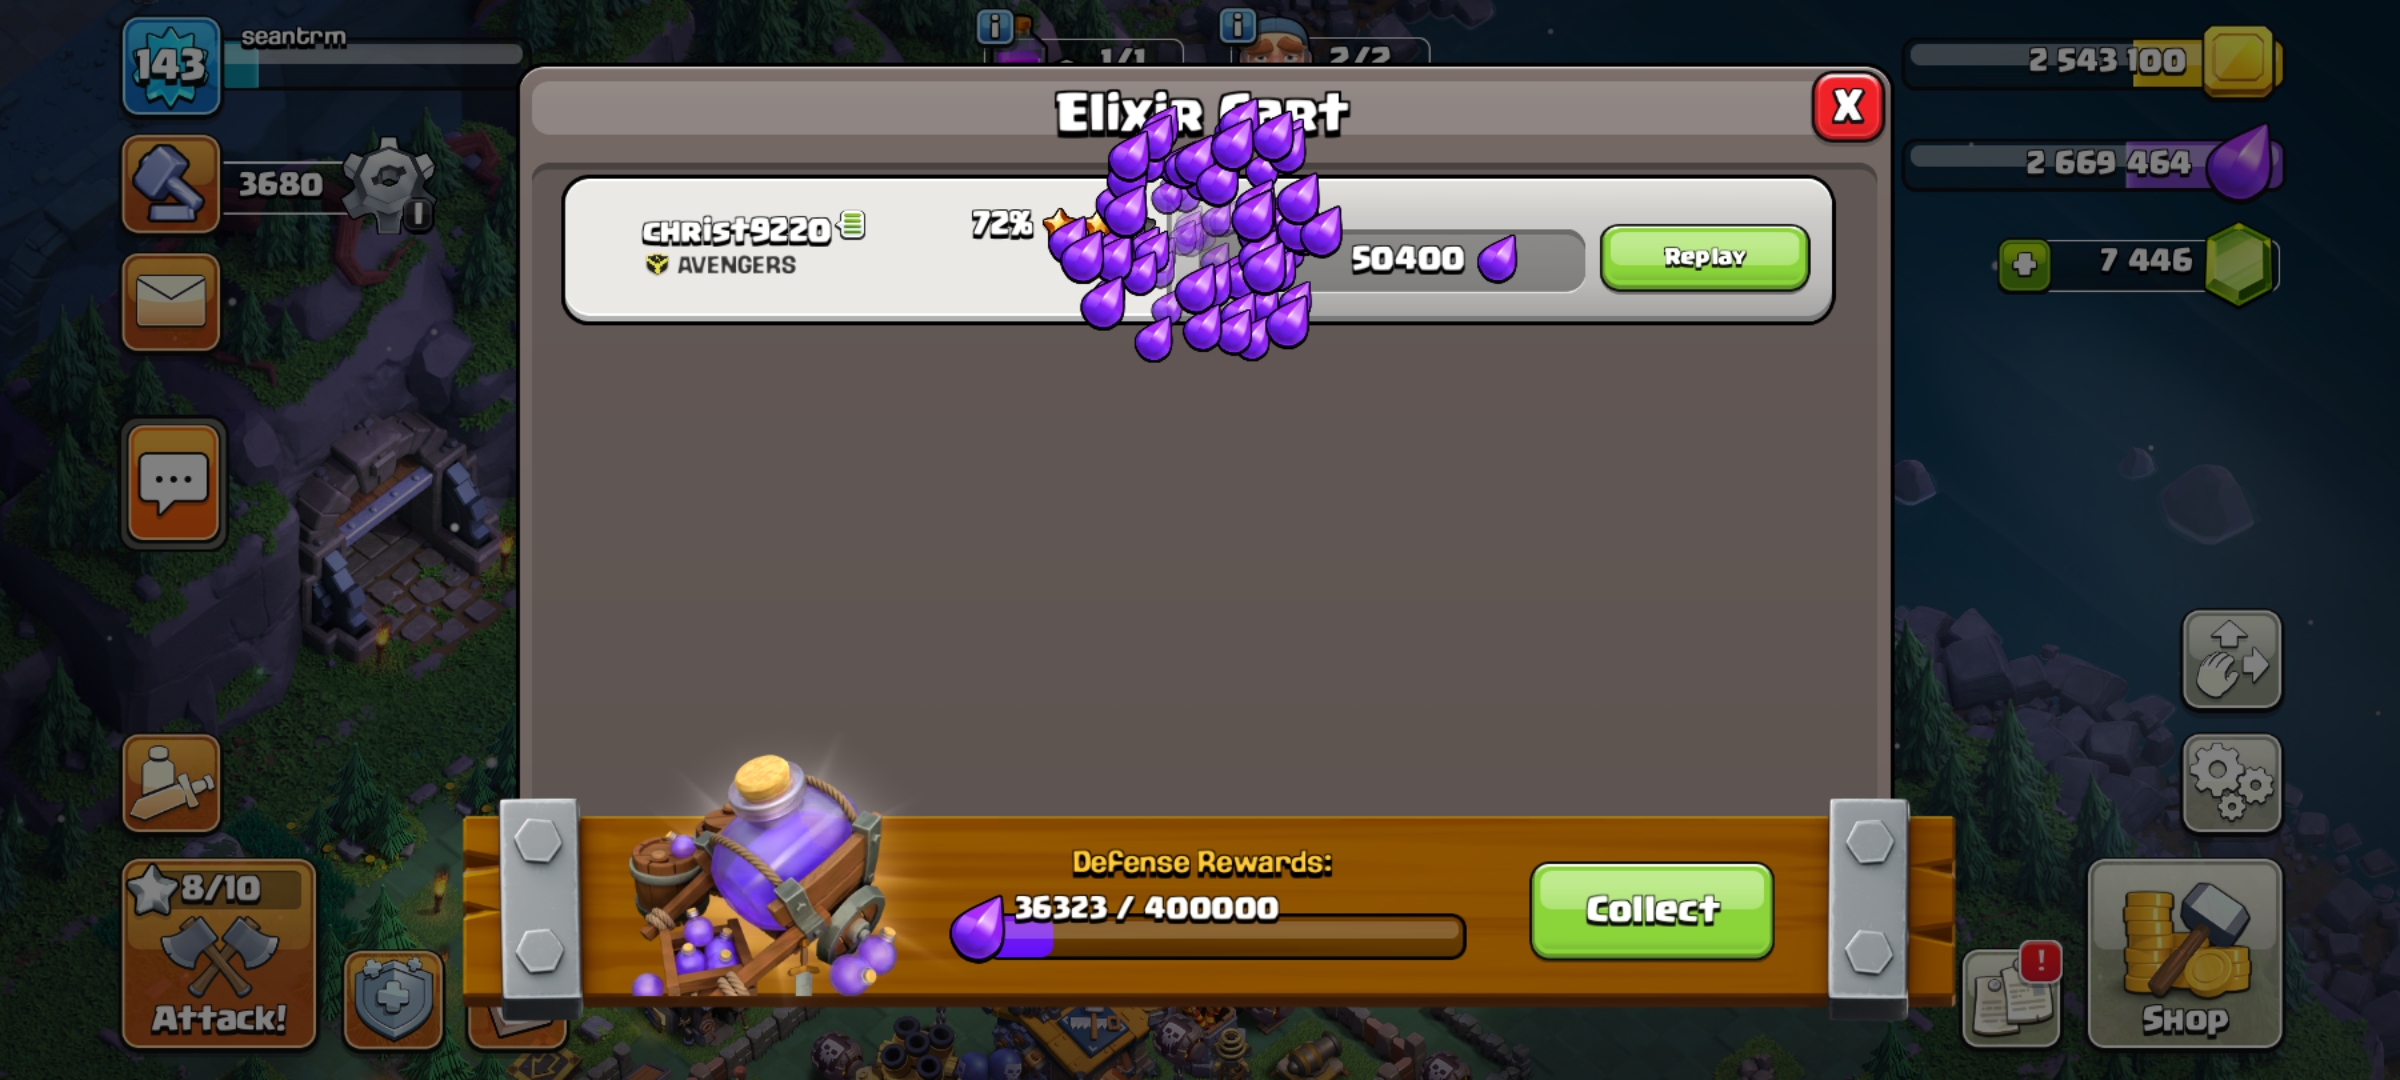 143
seantrm
1/1
2/2
2 543 100
3680
2 669 464
7 446
Elixir Cart
X
CHRIST9220
AVENGERS
72%
50400
Replay
8/10
Attack!
Defense Rewards:
36323 / 400000
Collect
!
Shop